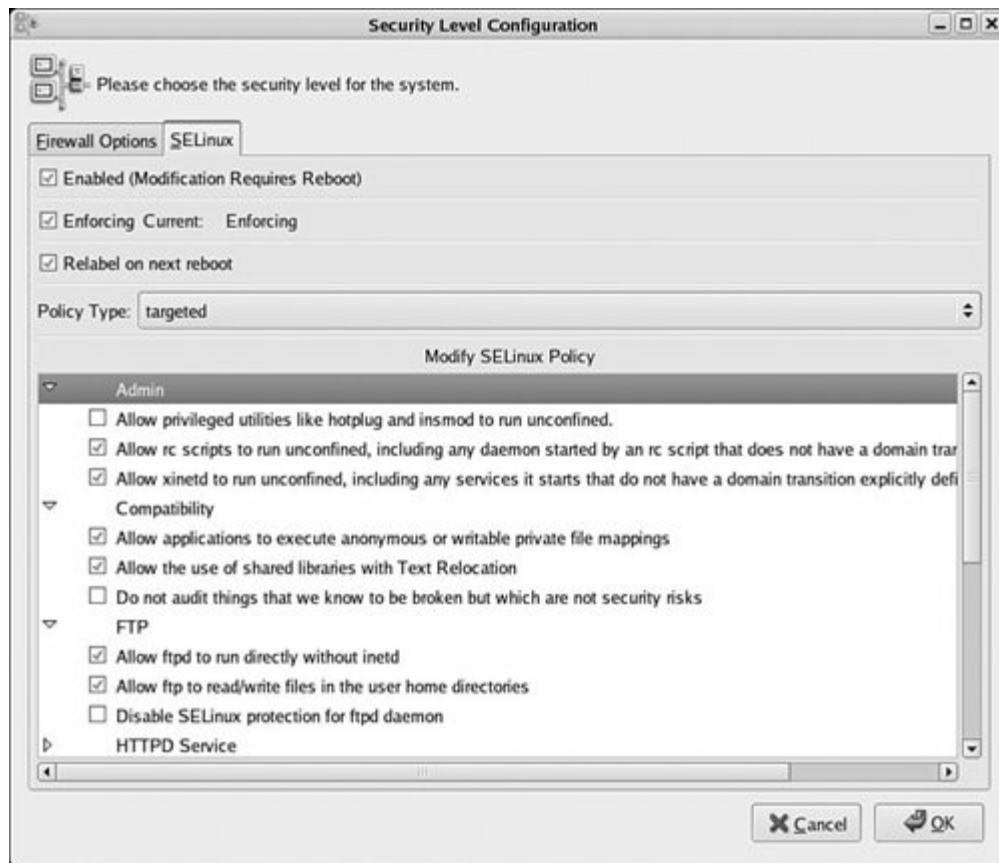 Security Level Configuration
Please choose the security level for the system.
Firewall Options SELinux
Enabled (Modification Requires Reboot)
Enforcing Current: Enforcing
Relabel on next reboot
Policy Type: targeted
Modify SELinux Policy
Admin
Allow privileged utilities like hotplug and insmod to run unconfined.
Allow rc scripts to run unconfined, including any daemon started by an rc script that does not have a domain trar
Allow xinetd to run unconfined, including any services it starts that do not have a domain transition explicitly defi
Compatibility
Allow applications to execute anonymous or writable private file mappings
Allow the use of shared libraries with Text Relocation
Do not audit things that we know to be broken but which are not security risks
FTP
Allow ftpd to run directly without inetd
Allow ftp to read/write files in the user home directories
Disable SELinux protection for ftpd daemon
HTTPD Service
Cancel OK